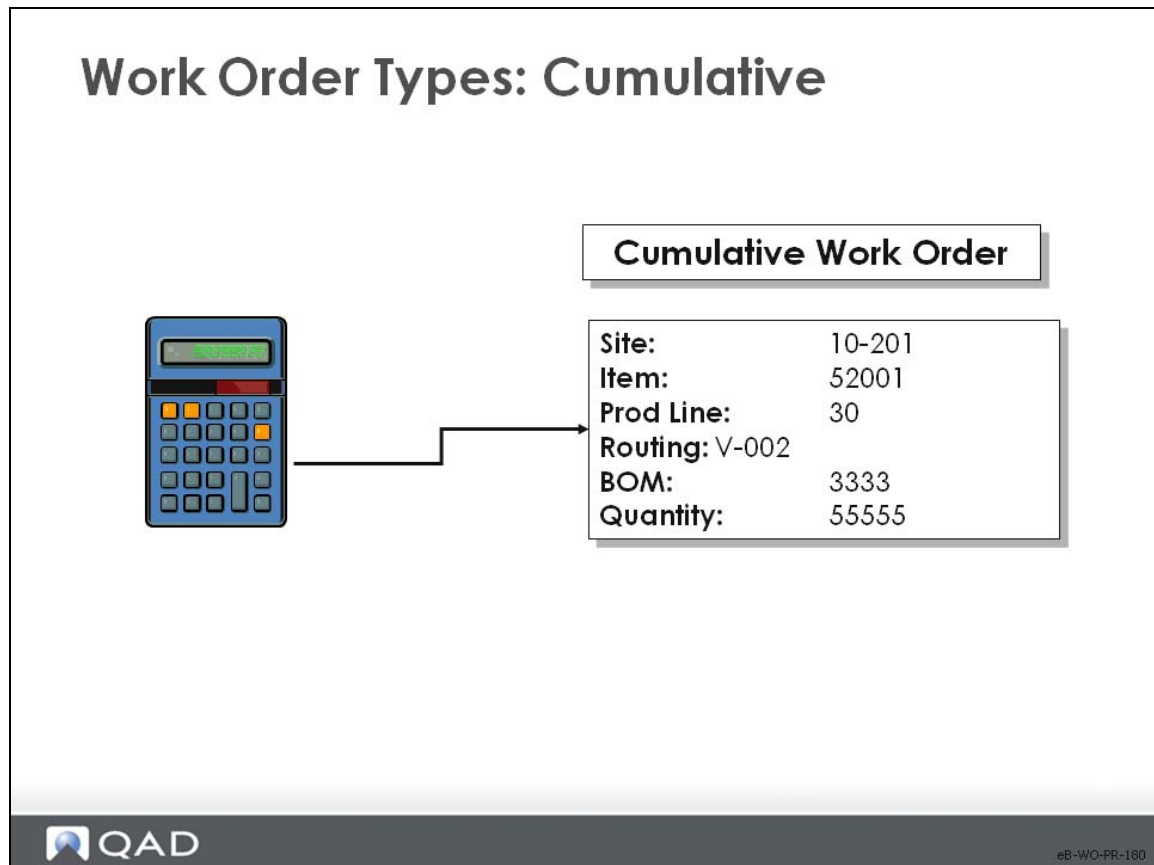 Work Order Types: Cumulative
Cumulative Work Order
Site: 10-201
Item: 52001
Prod Line: 30
Routing: V-002
BOM: 3333
Quantity: 55555
QAD
eB-WO-PR-180